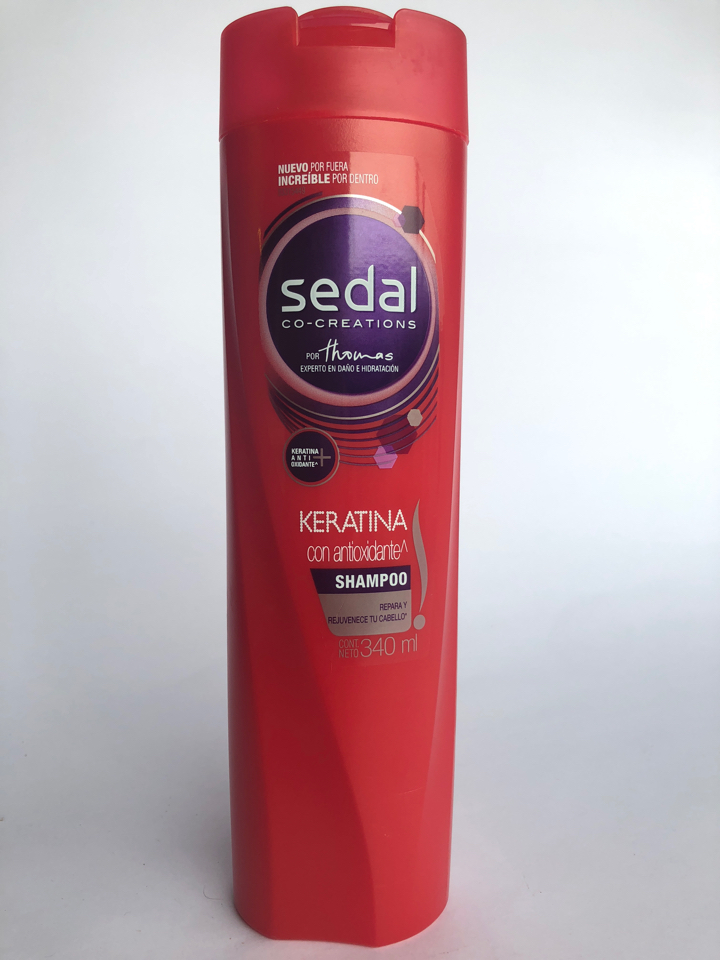 NUEVO POR FUERA
INCREÍBLE POR DENTRO
sedal
CO-CREATIONS
POR Thomas
EXPERTO EN DAÑO E HIDRATACIÓN
KERATINA
ANTI
OXIDANTE^ +
KERATINA
con antioxidante^
SHAMPOO
REPARA Y
REJUVENECE TU CABELLO*
CONT
NETO 340 ml